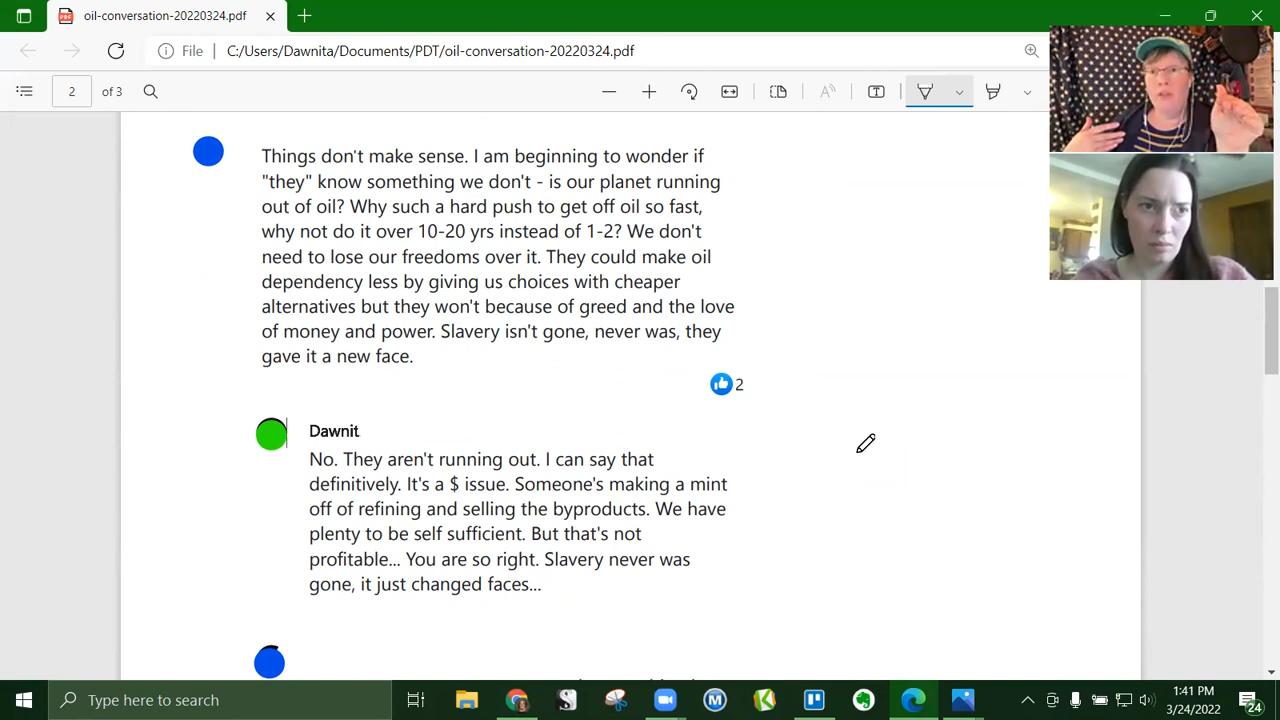 oil-conversation-20220324.pdf
File
C:/Users/Dawnita/Documents/PDT/oil-conversation-20220324.pdf
2
of 3
Things don't make sense. I am beginning to wonder if
"they" know something we don't - is our planet running
out of oil? Why such a hard push to get off oil so fast,
why not do it over 10-20 yrs instead of 1-2? We don't
need to lose our freedoms over it. They could make oil
dependency less by giving us choices with cheaper
alternatives but they won't because of greed and the love
of money and power. Slavery isn't gone, never was, they
gave it a new face.
2
Dawnit
No. They aren't running out. I can say that
definitively. It's a $ issue. Someone's making a mint
off of refining and selling the byproducts. We have
plenty to be self sufficient. But that's not
profitable... You are so right. Slavery never was
gone, it just changed faces...
Type here to search
1:41 PM
3/24/2022
24